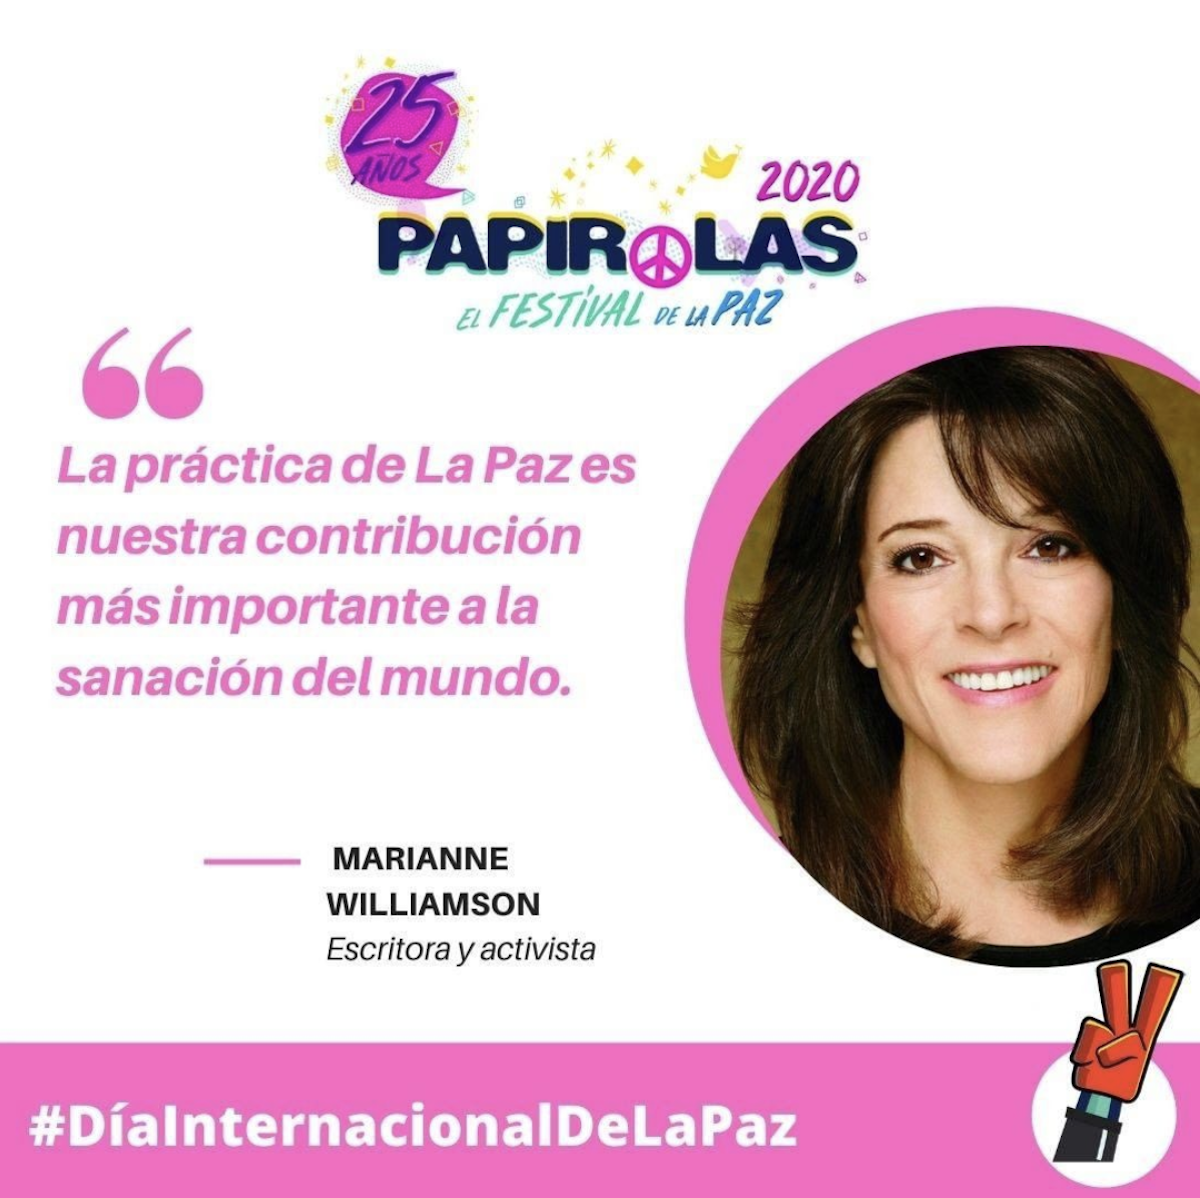 25
AÑOS
2020
PAPIROLAS
EL FESTIVAL DE LA PAZ
“
La práctica de La Paz es
nuestra contribución
más importante a la
sanación del mundo.
MARIANNE
WILLIAMSON
Escritora y activista
#DíaInternacionalDeLaPaz